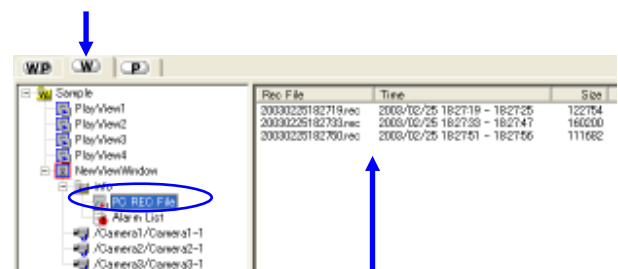 WP W P
Sample
PlayView1
PlayView2
PlayView3
PlayView4
NewViewWindow
Info
PC REC File
Alarm List
/Camera1/Camera1-1
/Camera2/Camera2-1
/Camera3/Camera3-1
Rec File Time Size
20030225182719.rec 2003/02/25 18:27:19 - 18:27:25 122754
20030225182733.rec 2003/02/25 18:27:33 - 18:27:47 160200
20030225182750.rec 2003/02/25 18:27:51 - 18:27:56 111682